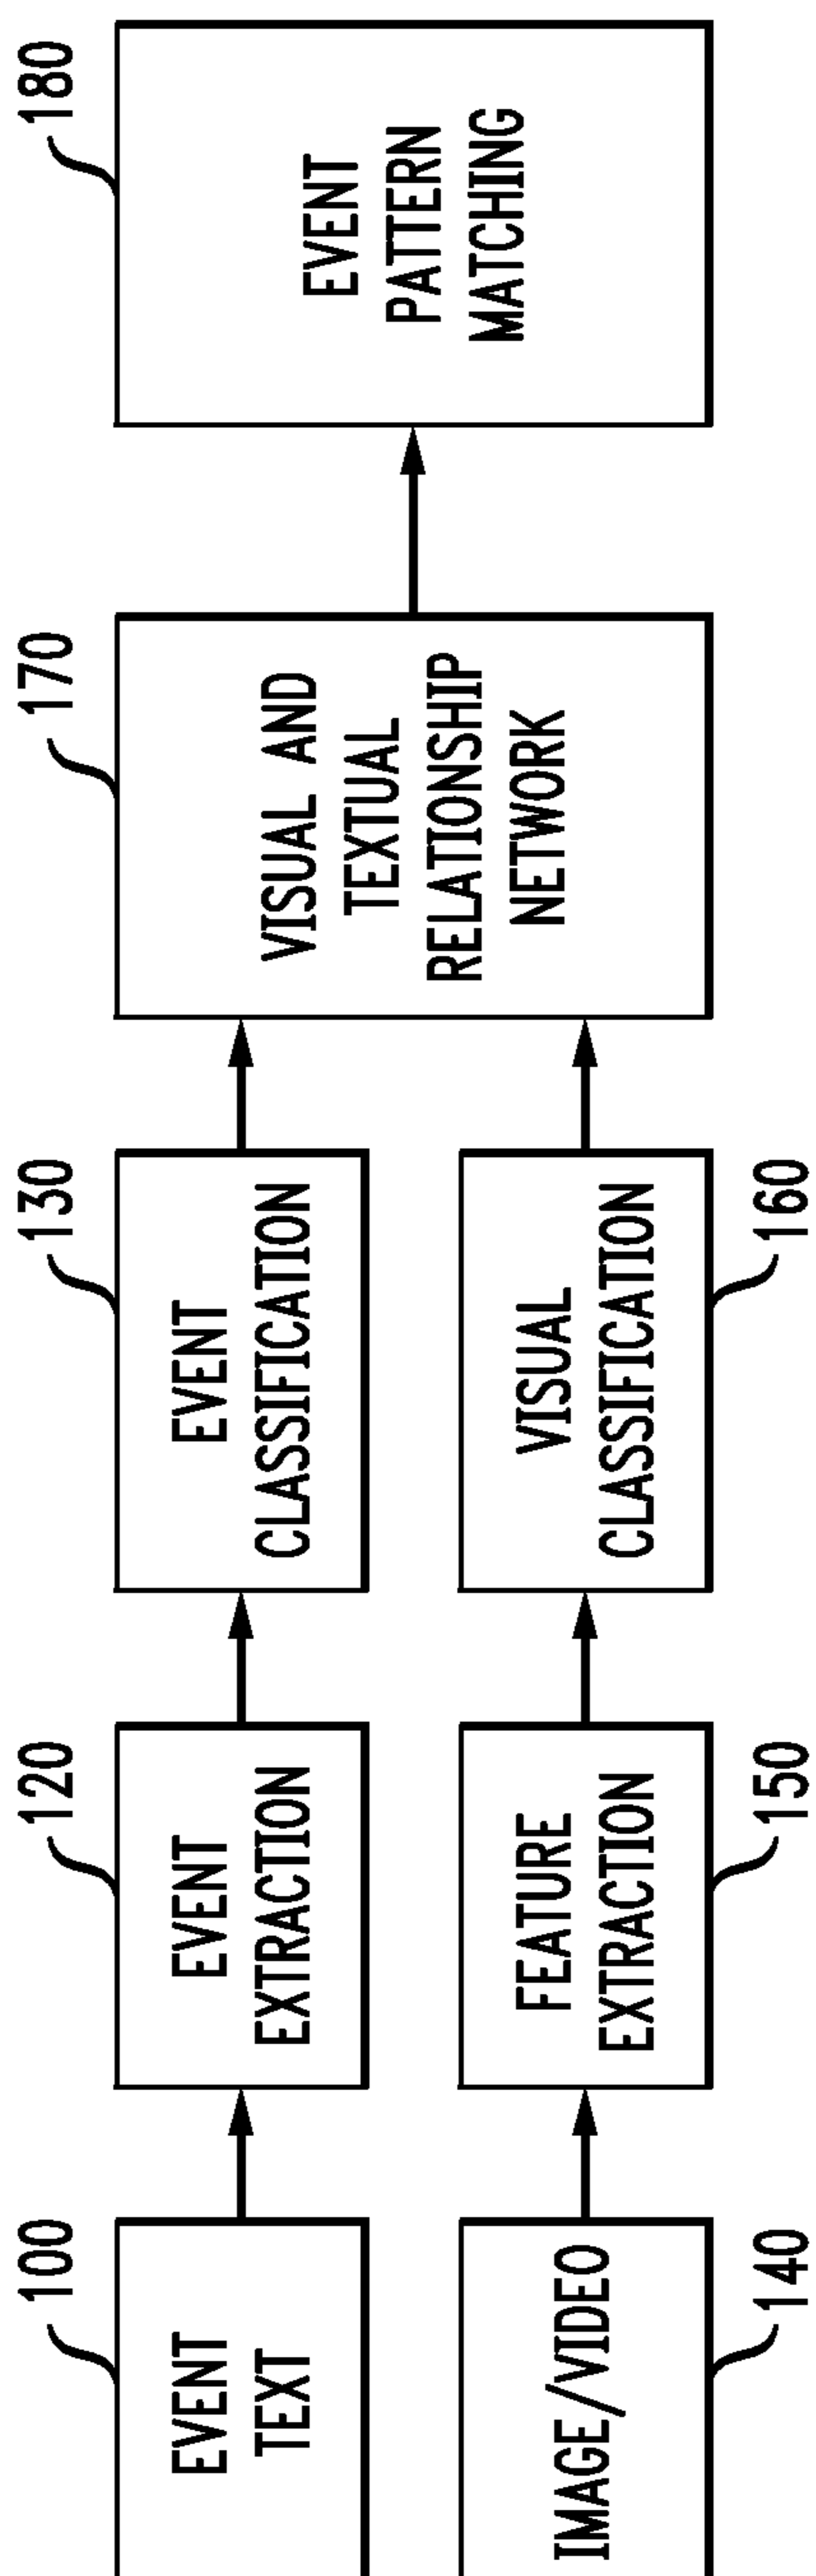 100
EVENT
TEXT
120
EVENT
EXTRACTION
130
EVENT
CLASSIFICATION
IMAGE/VIDEO
140
FEATURE
EXTRACTION
150
VISUAL
CLASSIFICATION
160
170
VISUAL AND
TEXTUAL
RELATIONSHIP
NETWORK
180
EVENT
PATTERN
MATCHING